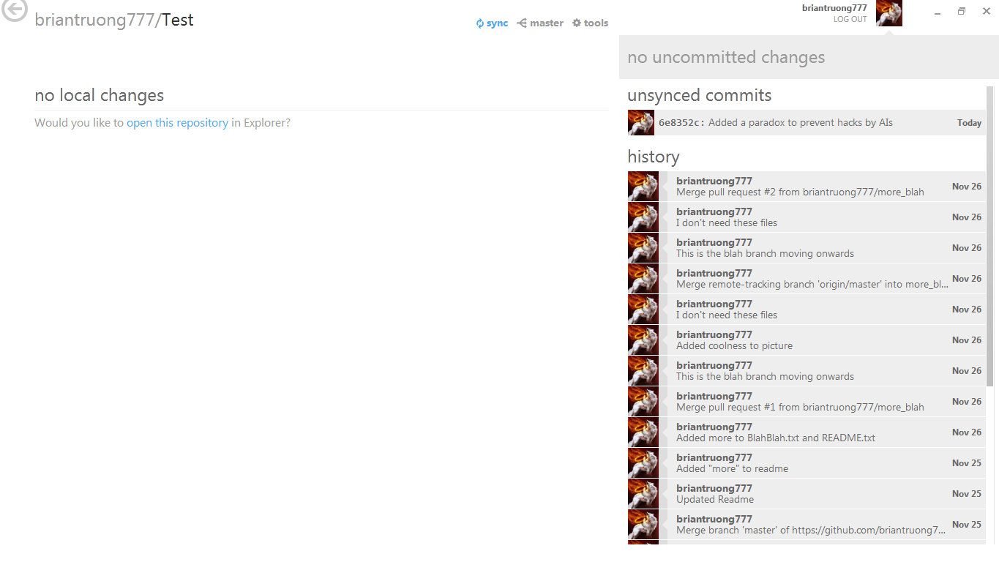 briantruong777/Test
sync master tools
briantruong777
LOG OUT
no uncommitted changes
no local changes
Would you like to open this repository in Explorer?
unsynced commits
6e8352c: Added a paradox to prevent hacks by AIs Today
history
briantruong777
Merge pull request #2 from briantruong777/more_blah Nov 26
briantruong777
I don't need these files Nov 26
briantruong777
This is the blah branch moving onwards Nov 26
briantruong777
Merge remote-tracking branch 'origin/master' into more_bl... Nov 26
briantruong777
I don't need these files Nov 26
briantruong777
Added coolness to picture Nov 26
briantruong777
This is the blah branch moving onwards Nov 26
briantruong777
Merge pull request #1 from briantruong777/more_blah Nov 26
briantruong777
Added more to BlahBlah.txt and README.txt Nov 26
briantruong777
Added "more" to readme Nov 25
briantruong777
Updated Readme Nov 25
briantruong777
Merge branch 'master' of https://github.com/briantruong7... Nov 25